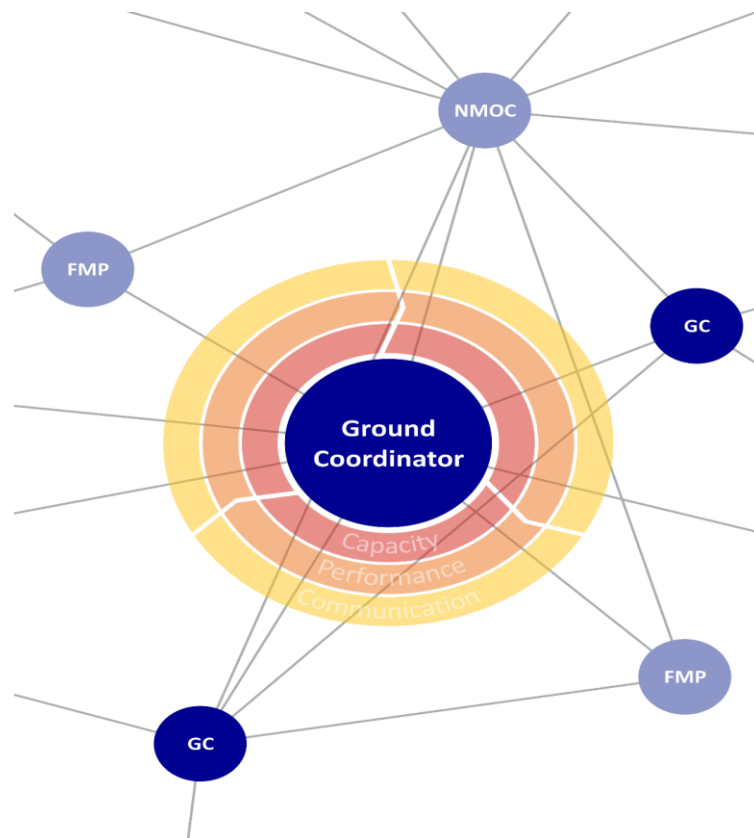 NMOC
FMP
GC
Ground
Coordinator
Capacity
Performance
Communication
FMP
GC